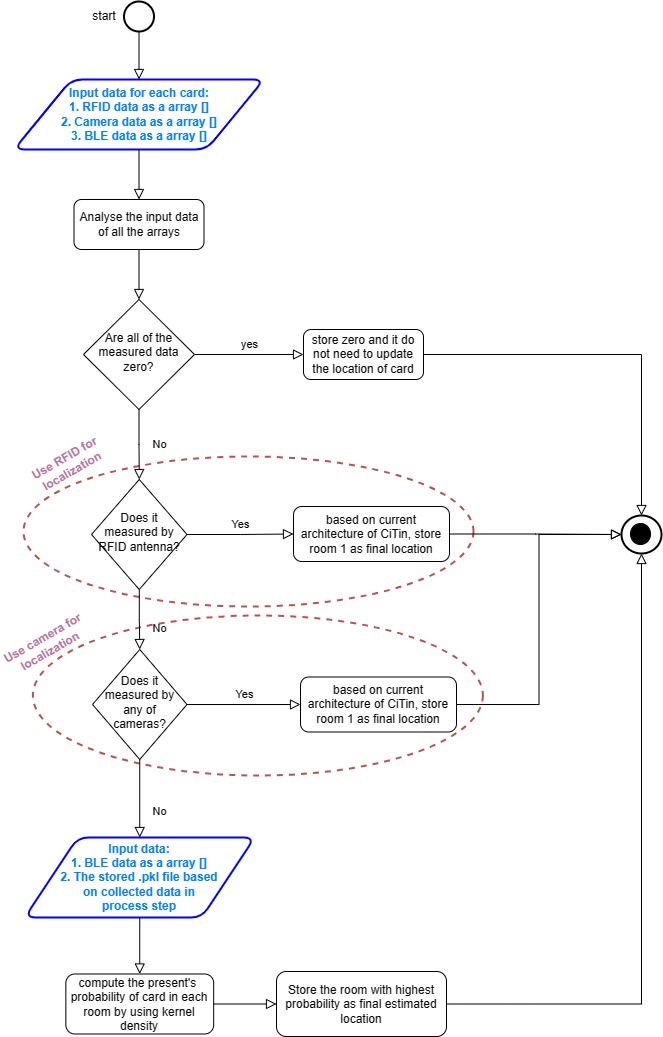 start
Input data for each card:
1. RFID data as a array []
2. Camera data as a array []
3. BLE data as a array []
Analyse the input data
of all the arrays
Are all of the
measured data
zero?
yes
store zero and it do
not need to update
the location of card
No
Use RFID for
localization
Does it
measured by
RFID antenna?
Yes
based on current
architecture of CiTin, store
room 1 as final location
No
Use camera for
localization
Does it
measured by
any of
cameras?
Yes
based on current
architecture of CiTin, store
room 1 as final location
No
Input data:
1. BLE data as a array []
2. The stored .pkl file based
on collected data in
process step
compute the present's
probability of card in each
room by using kernel
density
Store the room with highest
probability as final estimated
location